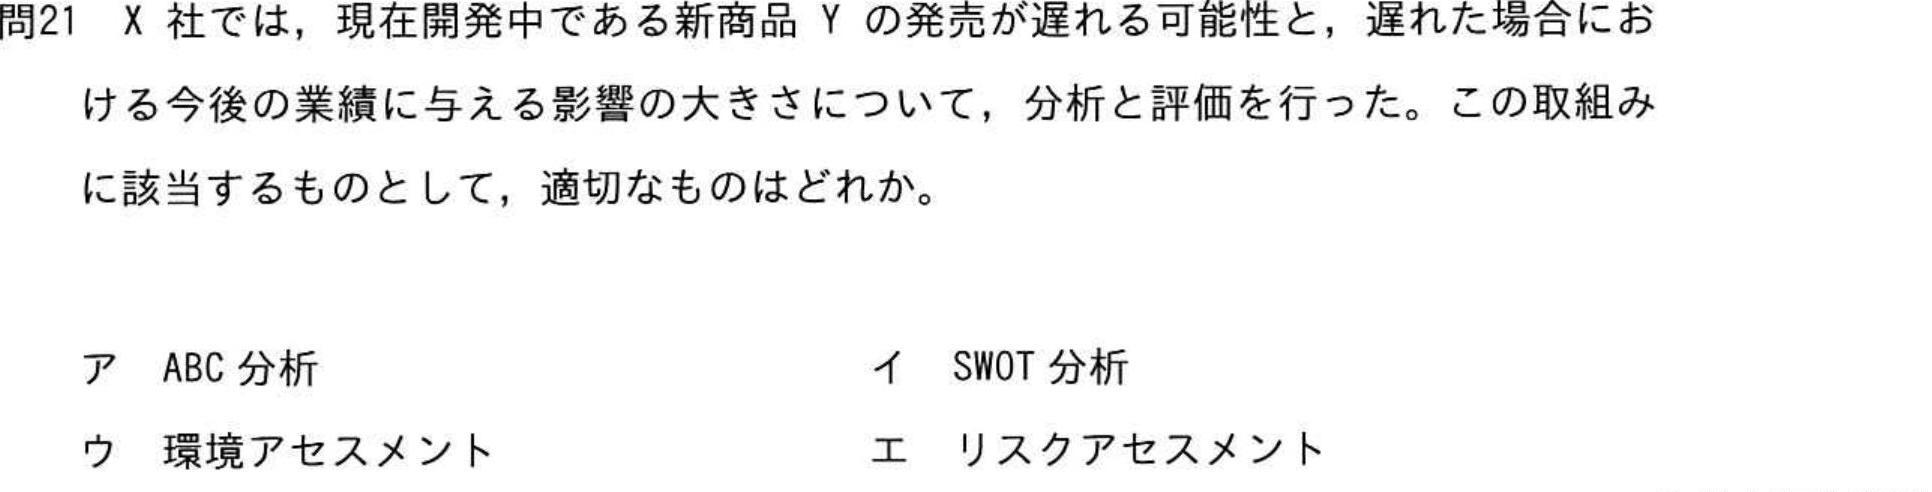 問21 X 社では，現在開発中である新商品 Y の発売が遅れる可能性と，遅れた場合にお
ける今後の業績に与える影響の大きさについて，分析と評価を行った。この取組み
に該当するものとして，適切なものはどれか。
ア ABC 分析 イ SWOT 分析
ウ 環境アセスメント エ リスクアセスメント